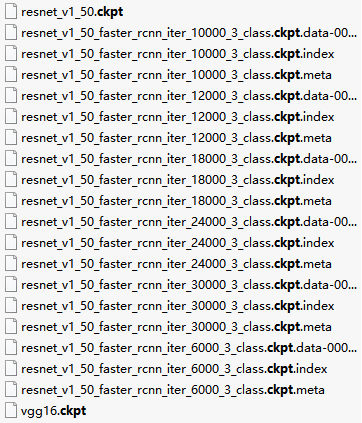 resnet_v1_50.ckpt
resnet_v1_50_faster_rcnn_iter_10000_3_class.ckpt.data-00...
resnet_v1_50_faster_rcnn_iter_10000_3_class.ckpt.index
resnet_v1_50_faster_rcnn_iter_10000_3_class.ckpt.meta
resnet_v1_50_faster_rcnn_iter_12000_3_class.ckpt.data-00...
resnet_v1_50_faster_rcnn_iter_12000_3_class.ckpt.index
resnet_v1_50_faster_rcnn_iter_12000_3_class.ckpt.meta
resnet_v1_50_faster_rcnn_iter_18000_3_class.ckpt.data-00...
resnet_v1_50_faster_rcnn_iter_18000_3_class.ckpt.index
resnet_v1_50_faster_rcnn_iter_18000_3_class.ckpt.meta
resnet_v1_50_faster_rcnn_iter_24000_3_class.ckpt.data-00...
resnet_v1_50_faster_rcnn_iter_24000_3_class.ckpt.index
resnet_v1_50_faster_rcnn_iter_24000_3_class.ckpt.meta
resnet_v1_50_faster_rcnn_iter_30000_3_class.ckpt.data-00...
resnet_v1_50_faster_rcnn_iter_30000_3_class.ckpt.index
resnet_v1_50_faster_rcnn_iter_30000_3_class.ckpt.meta
resnet_v1_50_faster_rcnn_iter_6000_3_class.ckpt.data-000...
resnet_v1_50_faster_rcnn_iter_6000_3_class.ckpt.index
resnet_v1_50_faster_rcnn_iter_6000_3_class.ckpt.meta
vgg16.ckpt